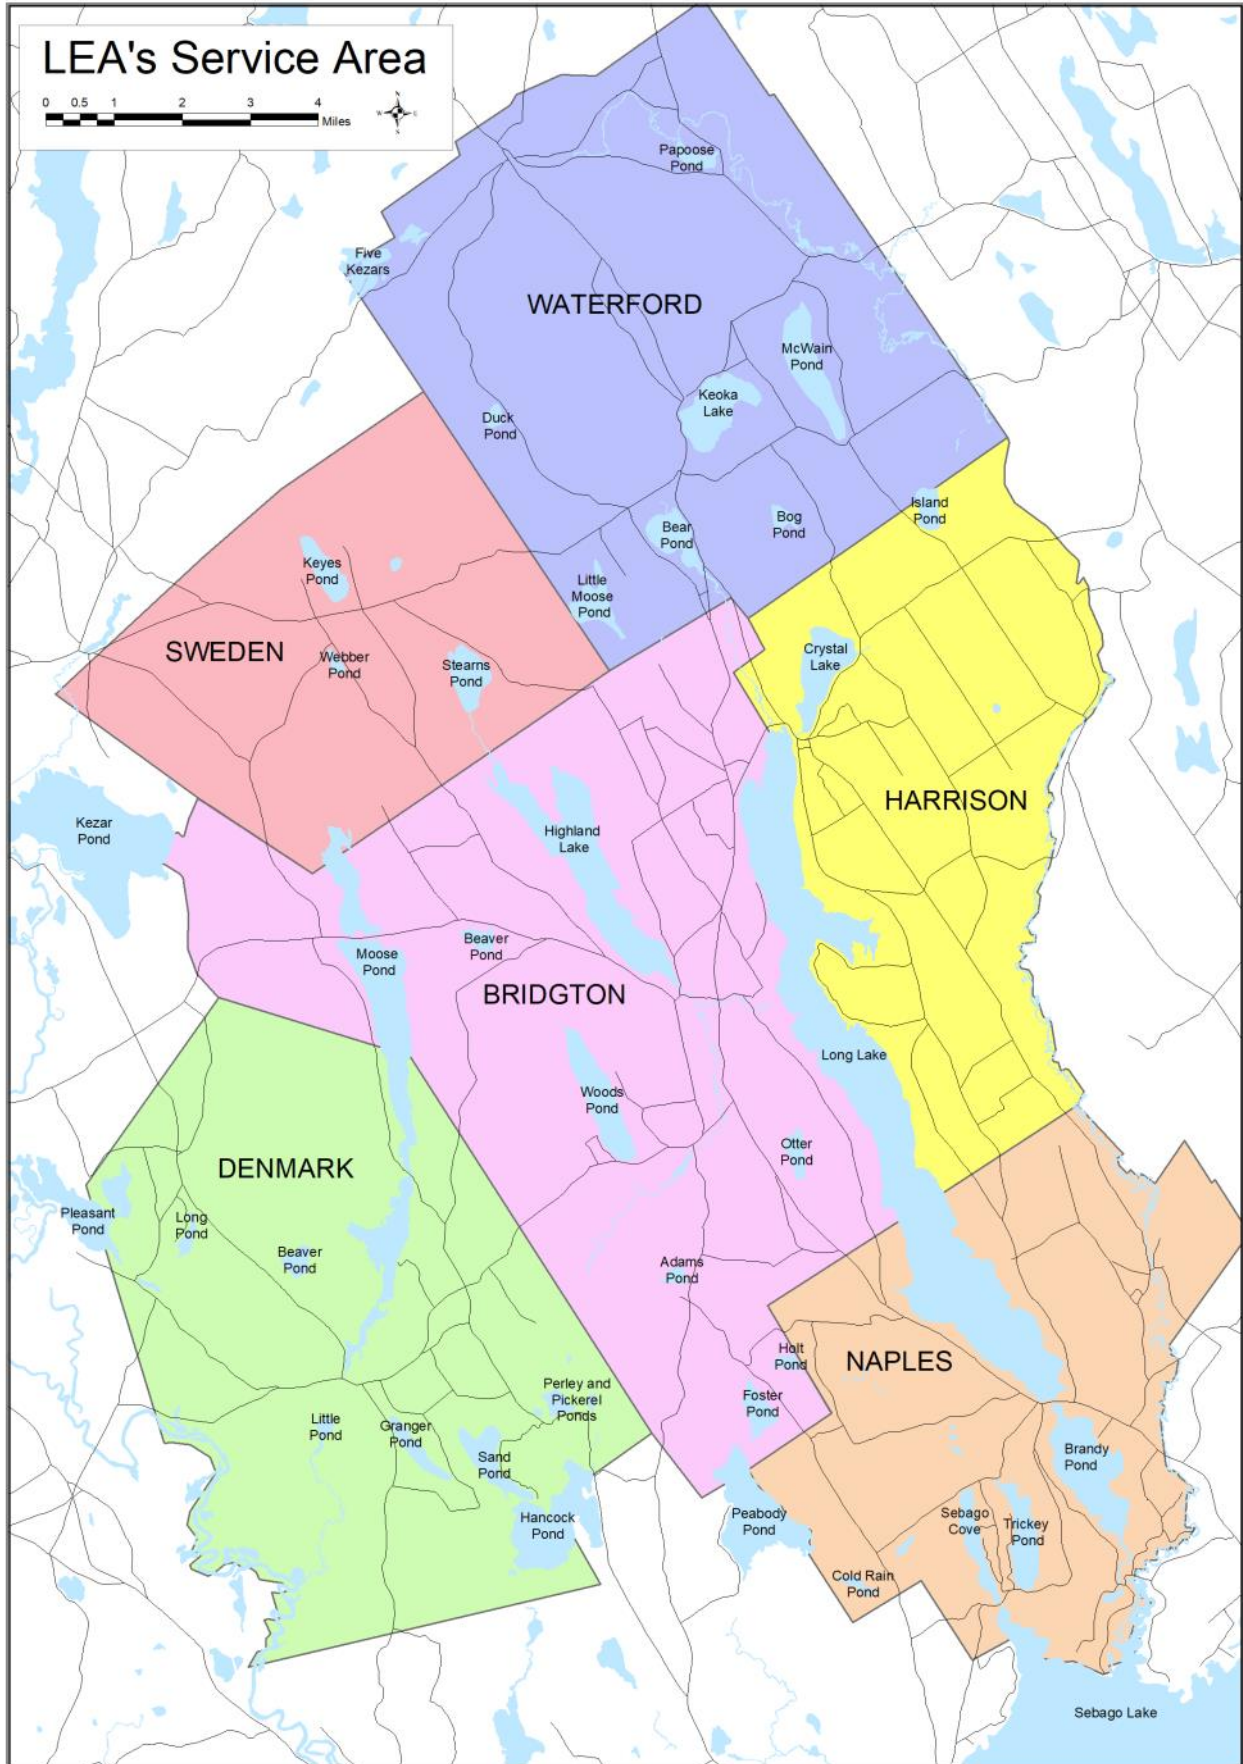 LEA's Service Area
0 0.5 1 2 3 4
Miles
N
W E
S
Papoose
Pond
Five
Kezars
WATERFORD
McWain
Pond
Keoka
Lake
Duck
Pond
Island
Pond
Bog
Pond
Bear
Pond
Keyes
Pond
Little
Moose
Pond
SWEDEN
Webber
Pond
Stearns
Pond
Crystal
Lake
HARRISON
Kezar
Pond
Highland
Lake
Moose
Pond
Beaver
Pond
BRIDGTON
Long Lake
Woods
Pond
Otter
Pond
DENMARK
Pleasant
Pond
Long
Pond
Beaver
Pond
Adams
Pond
Holt
Pond
NAPLES
Perley and
Pickerel
Ponds
Foster
Pond
Little
Pond
Granger
Pond
Sand
Pond
Brandy
Pond
Hancock
Pond
Peabody
Pond
Sebago
Cove
Trickey
Pond
Cold Rain
Pond
Sebago Lake